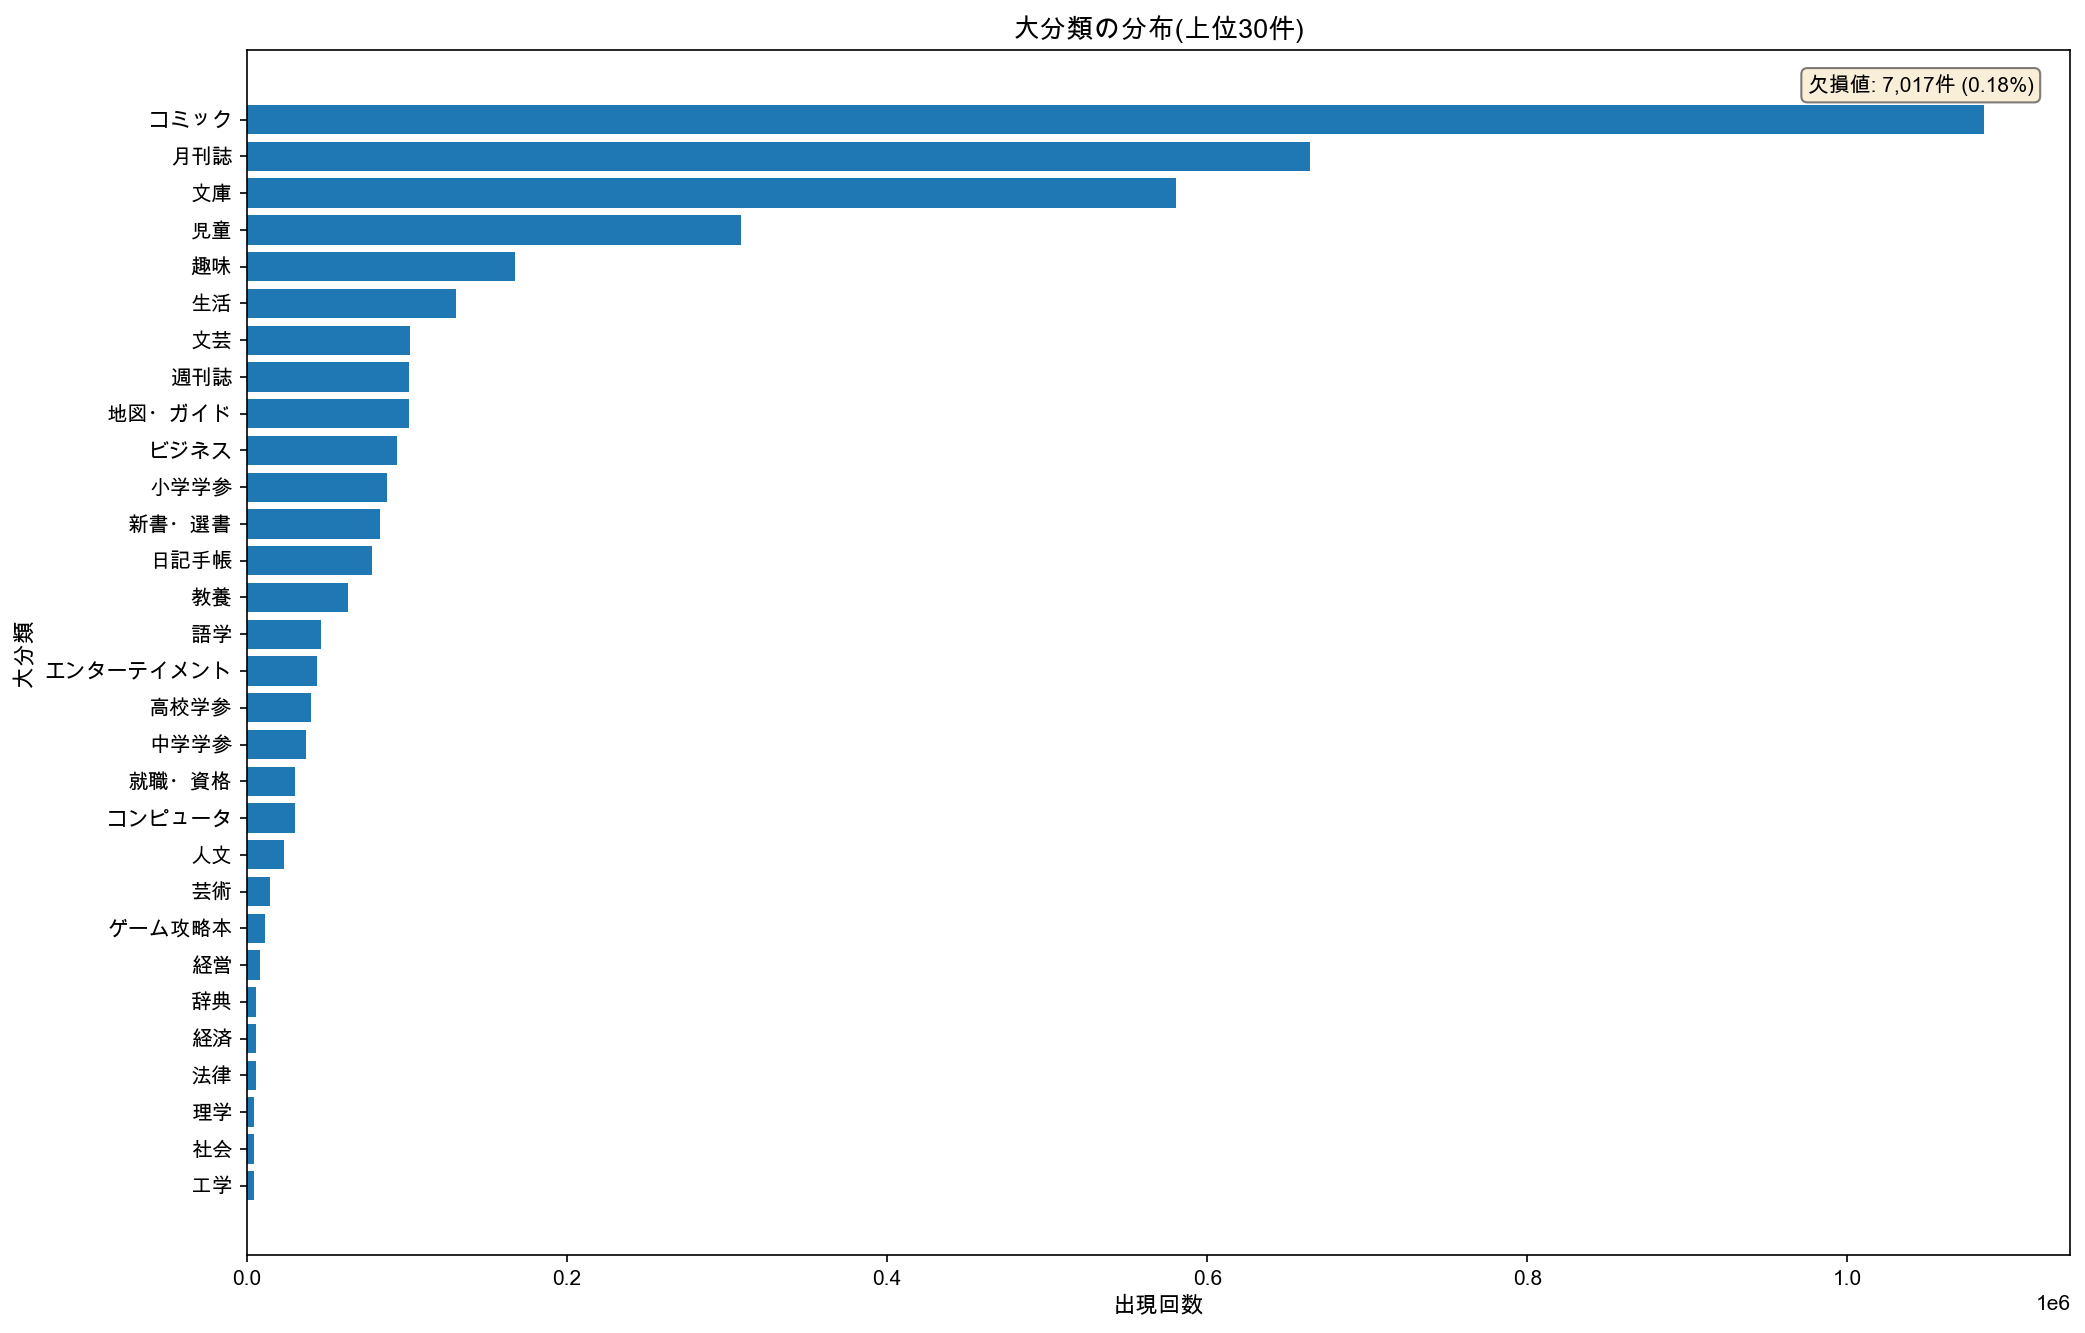 大分類の分布(上位30件)
欠損値: 7,017件 (0.18%)
大分類
コミック
月刊誌
文庫
児童
趣味
生活
文芸
週刊誌
地図・ガイド
ビジネス
小学学参
新書・選書
日記手帳
教養
語学
エンターテイメント
高校学参
中学学参
就職・資格
コンピュータ
人文
芸術
ゲーム攻略本
経営
辞典
経済
法律
理学
社会
工学
0.0 0.2 0.4 0.6 0.8 1.0
出現回数
1e6